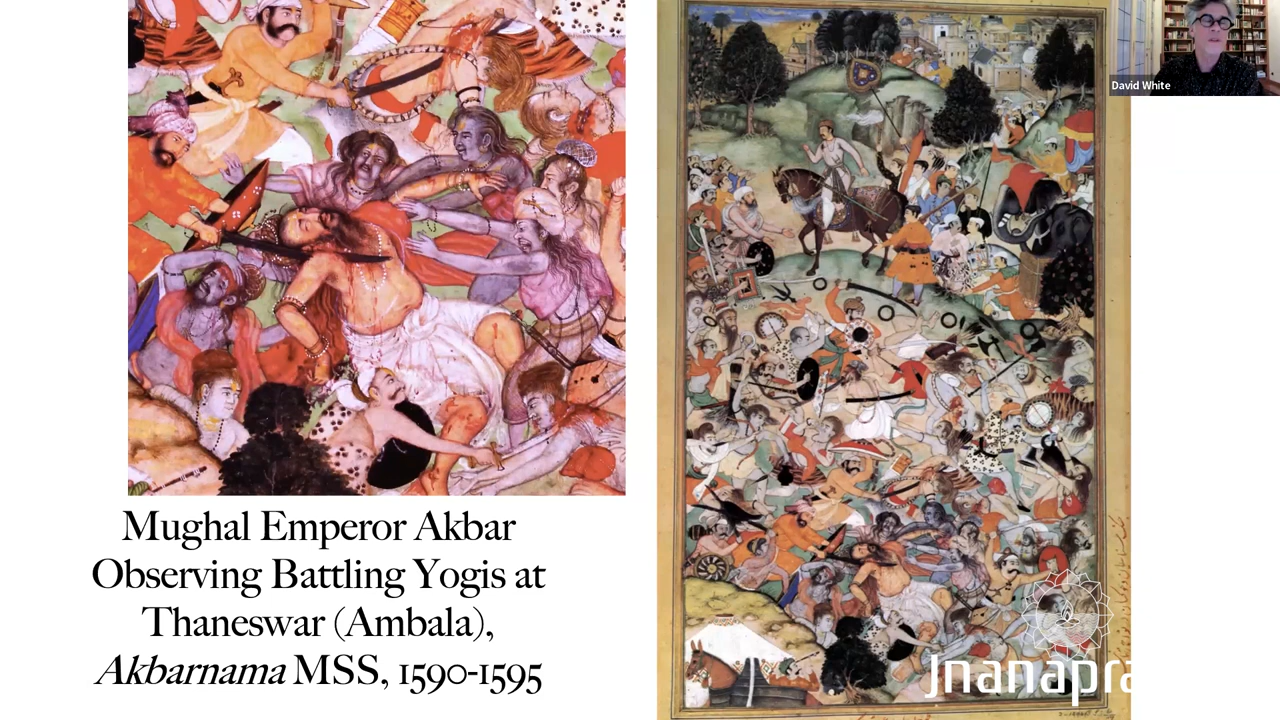 David White
Mughal Emperor Akbar
Observing Battling Yogis at
Thaneswar (Ambala),
Akbarnama MSS, 1590-1595
Jnanapra